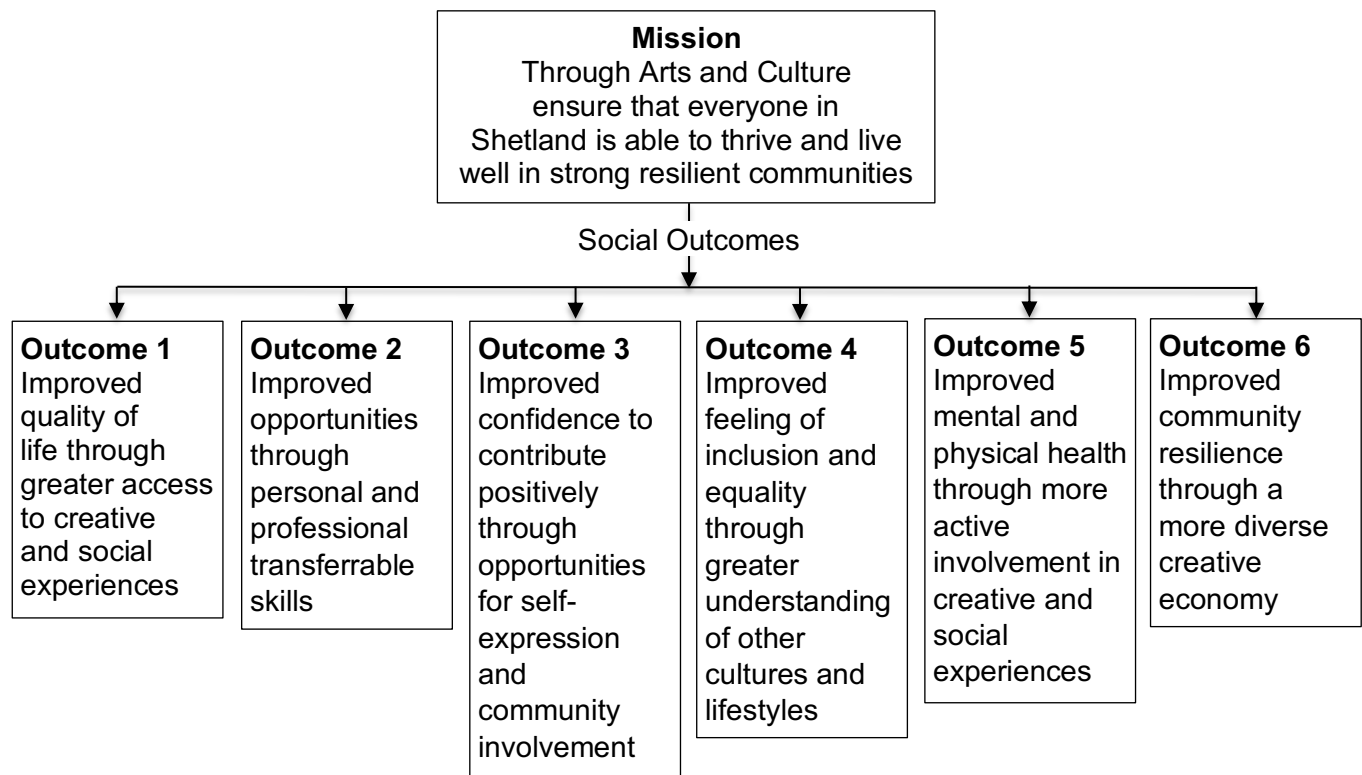 Mission
Through Arts and Culture
ensure that everyone in
Shetland is able to thrive and live
well in strong resilient communities
Social Outcomes
Outcome 1
Improved
quality of
life through
greater access
to creative
and social
experiences
Outcome 2
Improved
opportunities
through
personal and
professional
transferrable
skills
Outcome 3
Improved
confidence to
contribute
positively
through
opportunities
for self-
expression
and
community
involvement
Outcome 4
Improved
feeling of
inclusion and
equality
through
greater
understanding
of other
cultures and
lifestyles
Outcome 5
Improved
mental and
physical health
through more
active
involvement in
creative and
social
experiences
Outcome 6
Improved
community
resilience
through a
more diverse
creative
economy